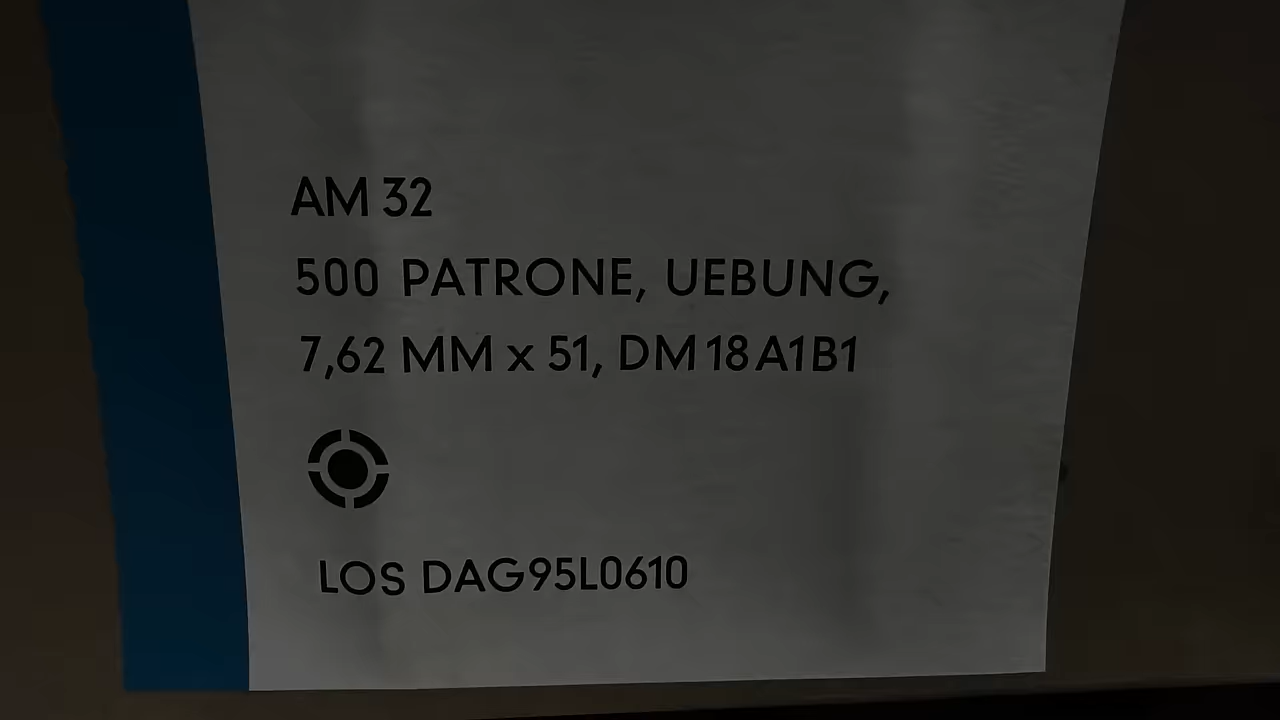 AM 32
500 PATRONE, UEBUNG,
7,62 MM x 51, DM 18 A1B1
LOS DAG95L0610